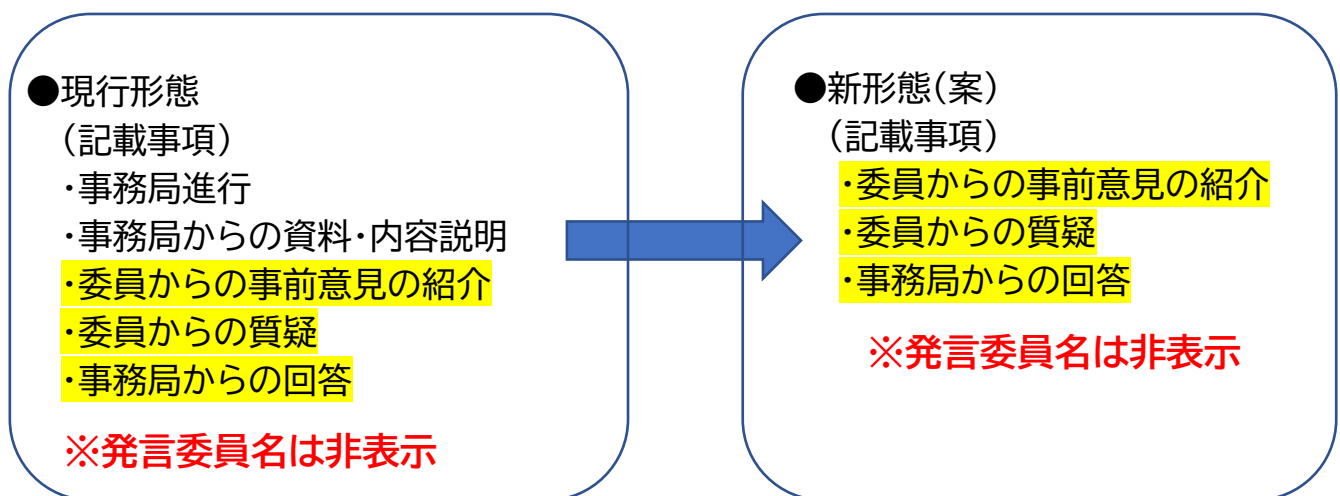 ●現行形態
（記載事項）
・事務局進行
・事務局からの資料・内容説明
・委員からの事前意見の紹介
・委員からの質疑
・事務局からの回答
※発言委員名は非表示
●新形態（案）
（記載事項）
・委員からの事前意見の紹介
・委員からの質疑
・事務局からの回答
※発言委員名は非表示